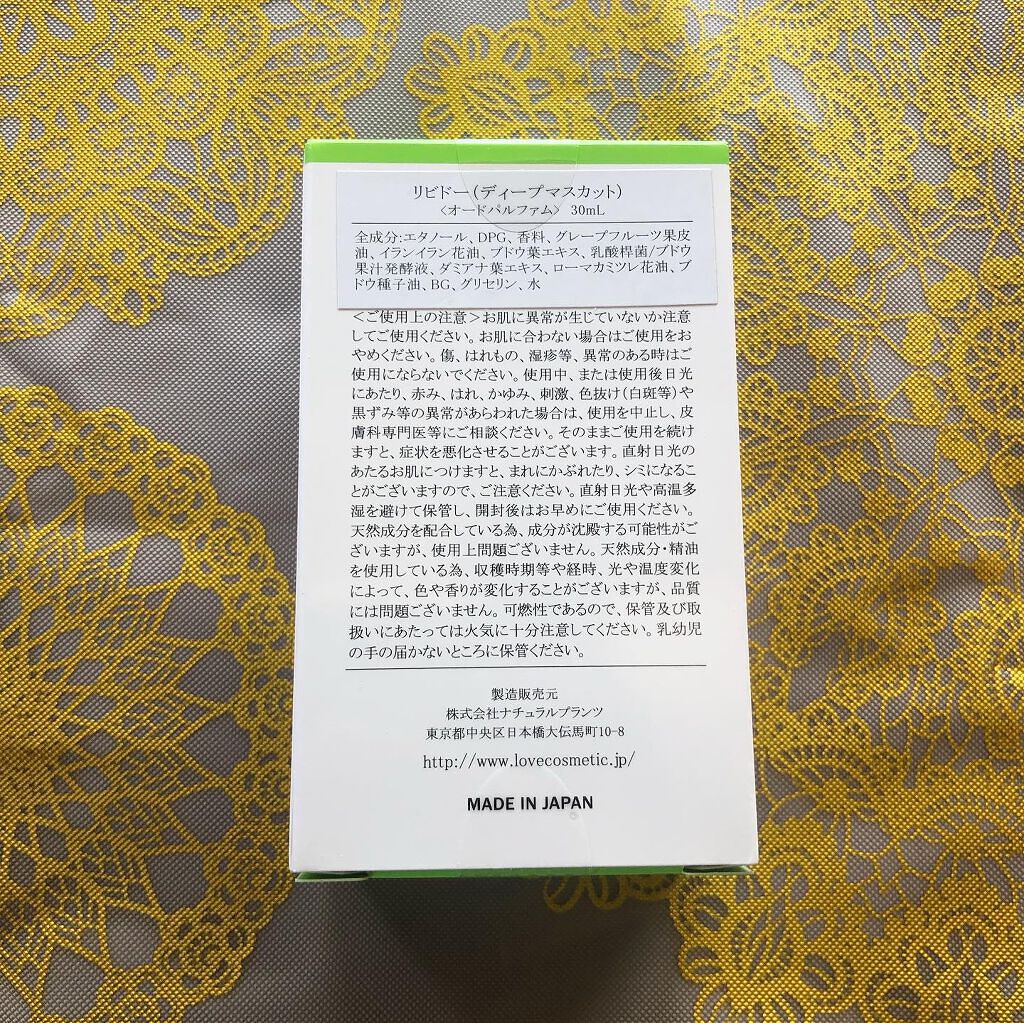 リビドー(ディープマスカット)
〈オードパルファム〉 30mL
全成分:エタノール、DPG、香料、グレープフルーツ果皮
油、イランイラン花油、ブドウ葉エキス、乳酸桿菌/ブドウ
果汁発酵液、ダミアナ葉エキス、ローマカミツレ花油、ブ
ドウ種子油、BG、グリセリン、水
<ご使用上の注意>お肌に異常が生じていないか注意
してご使用ください。お肌に合わない場合はご使用をお
やめください。傷、はれもの、湿疹等、異常のある時はご
使用にならないでください。使用中、または使用後日光
にあたり、赤み、はれ、かゆみ、刺激、色抜け(白斑等)や
黒ずみ等の異常があらわれた場合は、使用を中止し、皮
膚科専門医等にご相談ください。そのままご使用を続け
ますと、症状を悪化させることがございます。直射日光の
あたるお肌につけますと、まれにかぶれたり、シミになるこ
とがございますので、ご注意ください。直射日光や高温多
湿を避けて保管し、開封後はお早めにご使用ください。
天然成分を配合している為、成分が沈殿する可能性がご
ざいますが、使用上問題ございません。天然成分・精油
を使用している為、収穫時期等や経時、光や温度変化
によって、色や香りが変化することがございますが、品質
には問題ございません。可燃性であるので、保管及び取
扱いにあたっては火気に十分注意してください。乳幼児
の手の届かないところに保管ください。
製造販売元
株式会社ナチュラルプランツ
東京都中央区日本橋大伝馬町10-8
http://www.lovecosmetic.jp/
MADE IN JAPAN